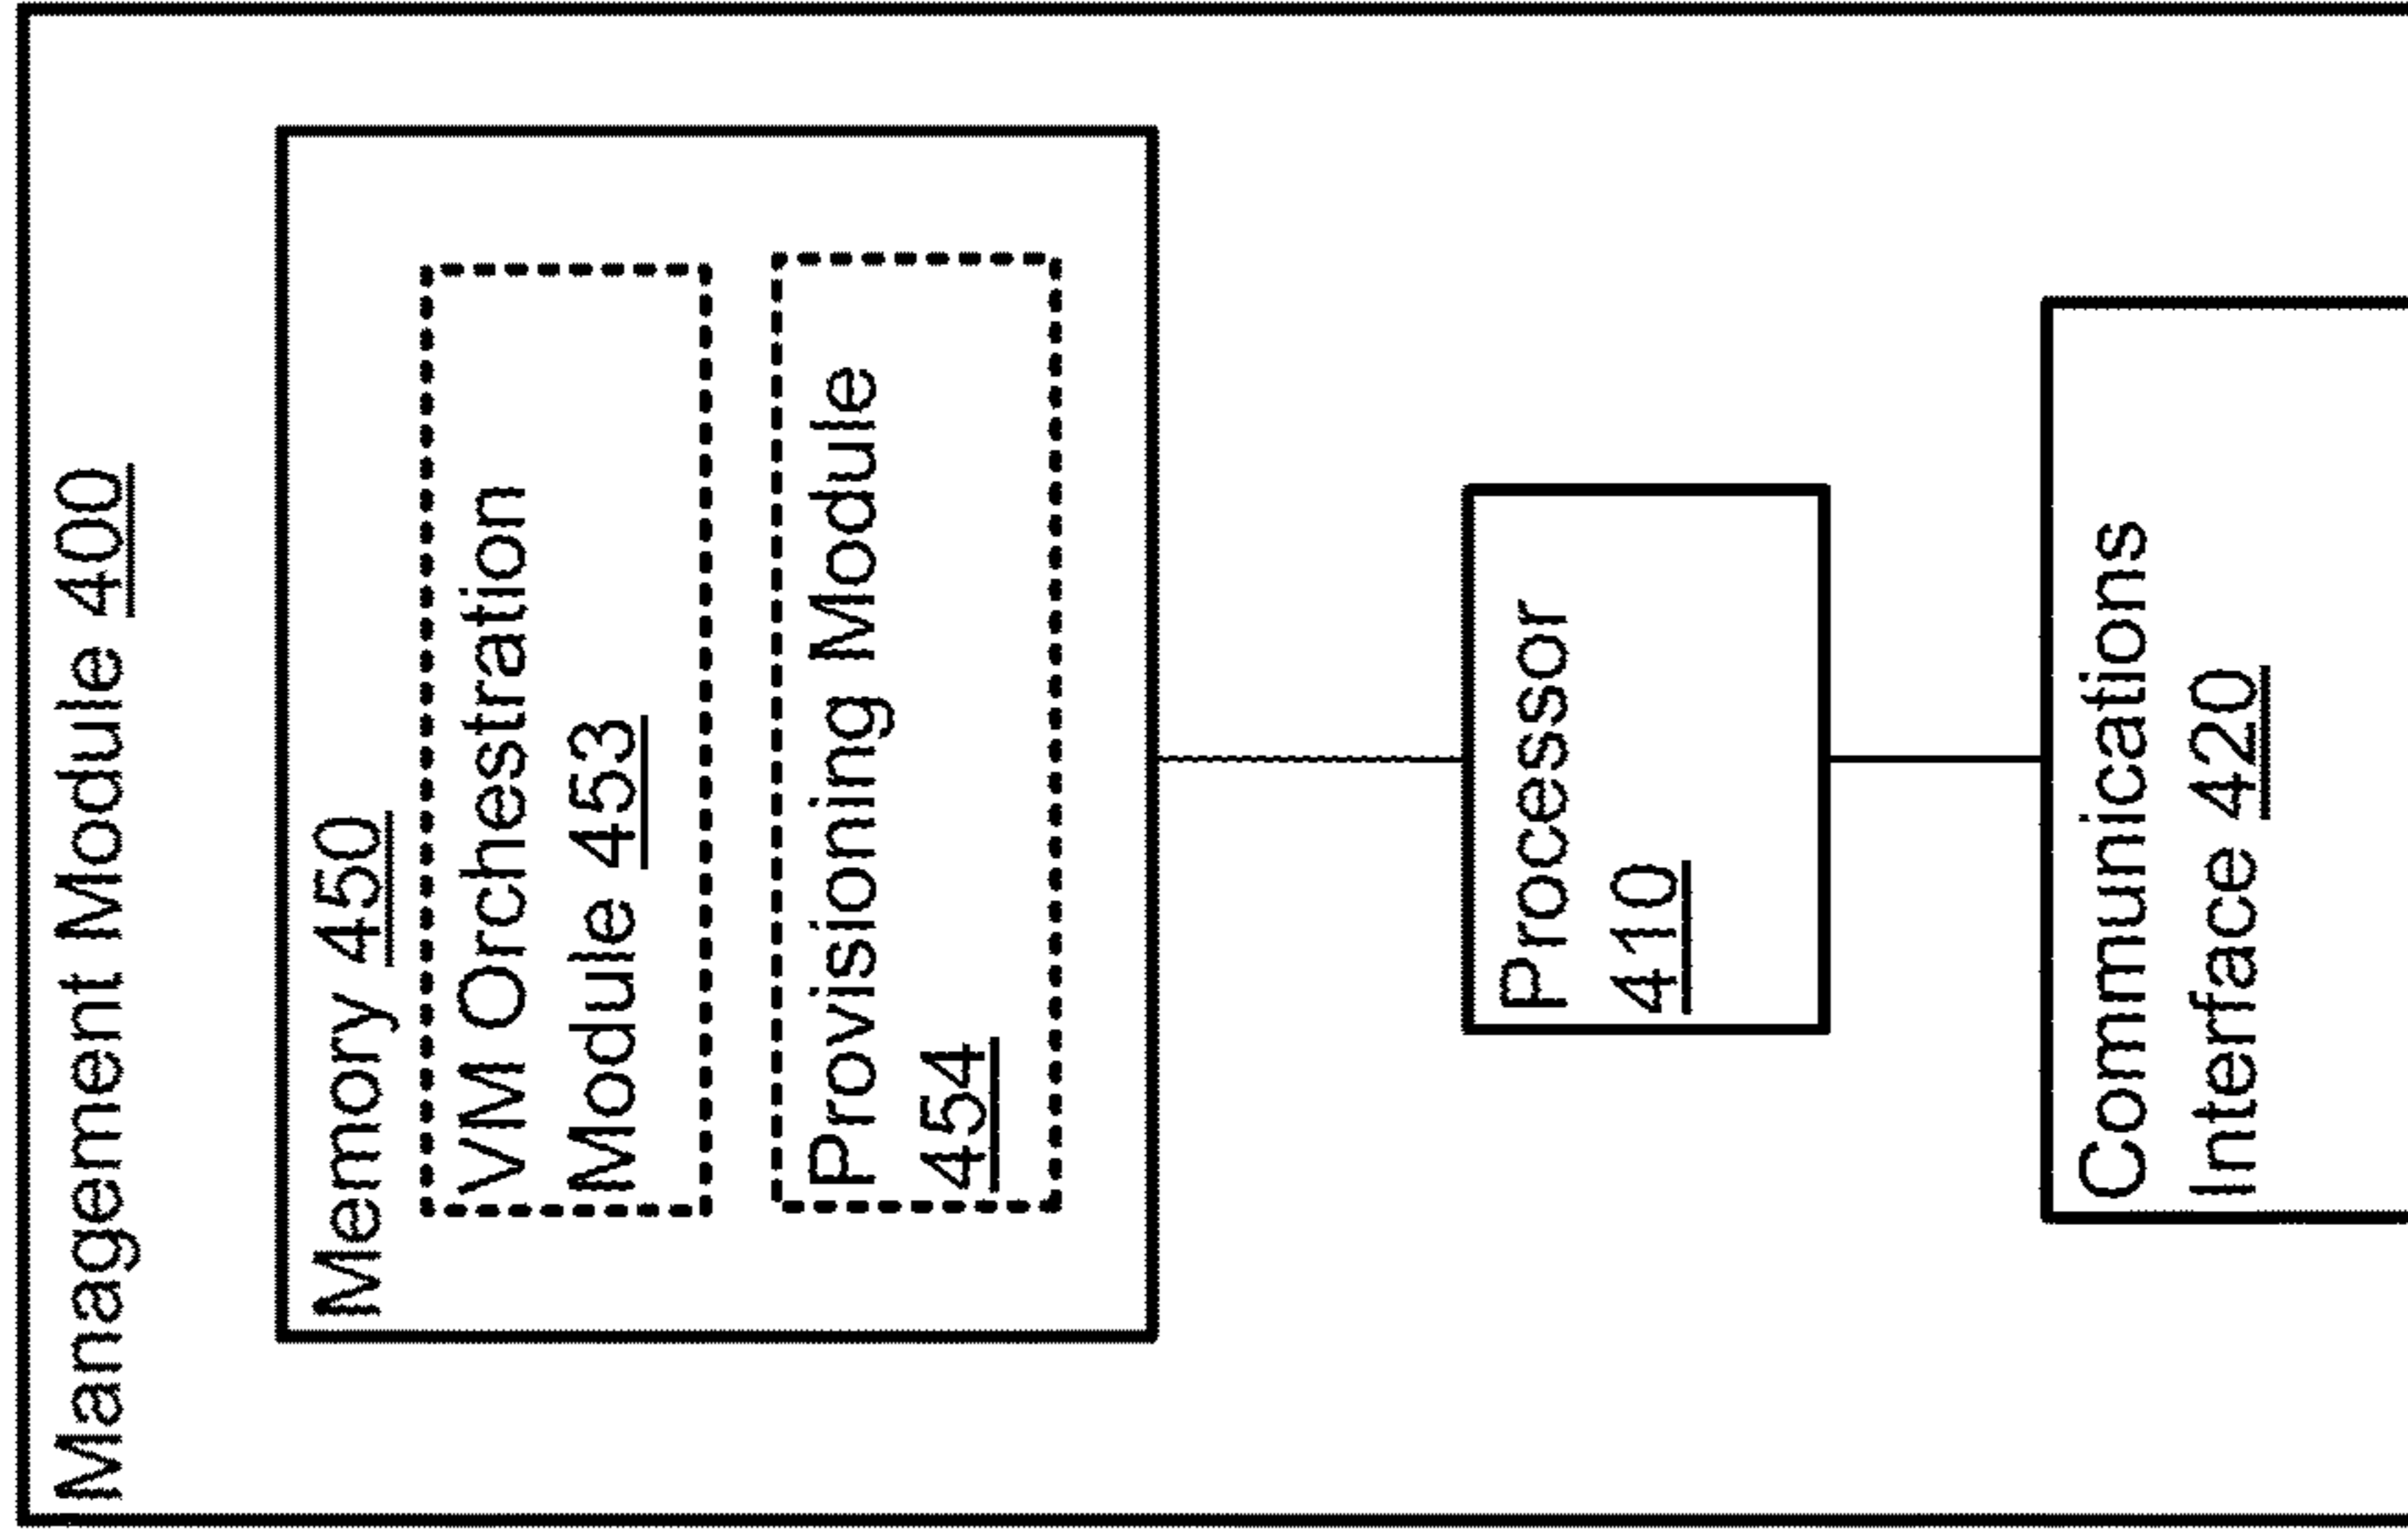 Management Module 400
Memory 450
VM Orchestration
Module 453
Provisioning Module
454
Processor
410
Communications
Interface 420